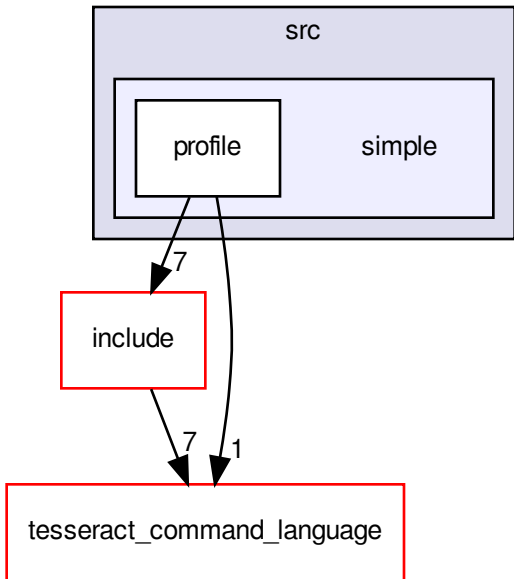 src
profile
simple
7
include
7
1
tesseract_command_language